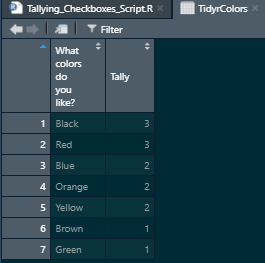 Tallying_Checkboxes_Script.R
TidyrColors
Filter
What colors do you like? Tally
1 Black 3
2 Red 3
3 Blue 2
4 Orange 2
5 Yellow 2
6 Brown 1
7 Green 1